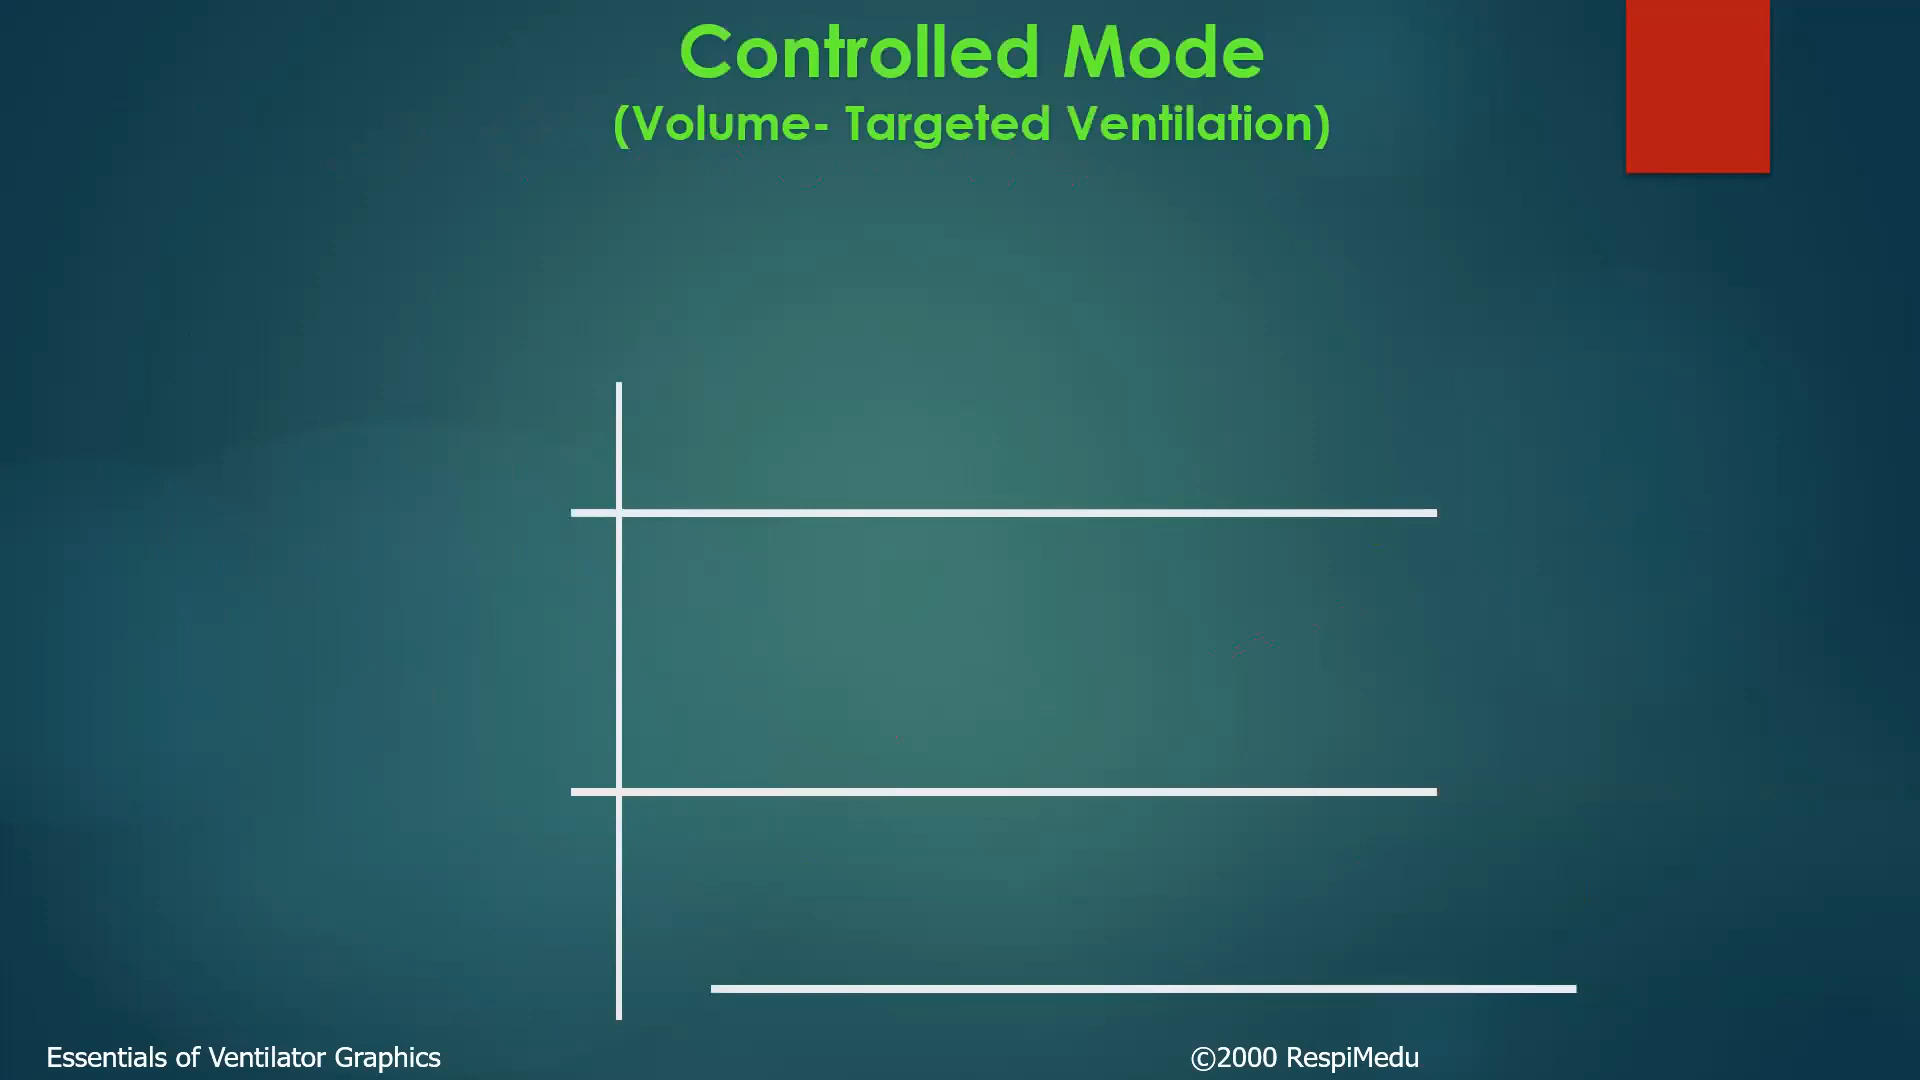 Controlled Mode
(Volume- Targeted Ventilation)
Essentials of Ventilator Graphics
©2000 RespiMedu